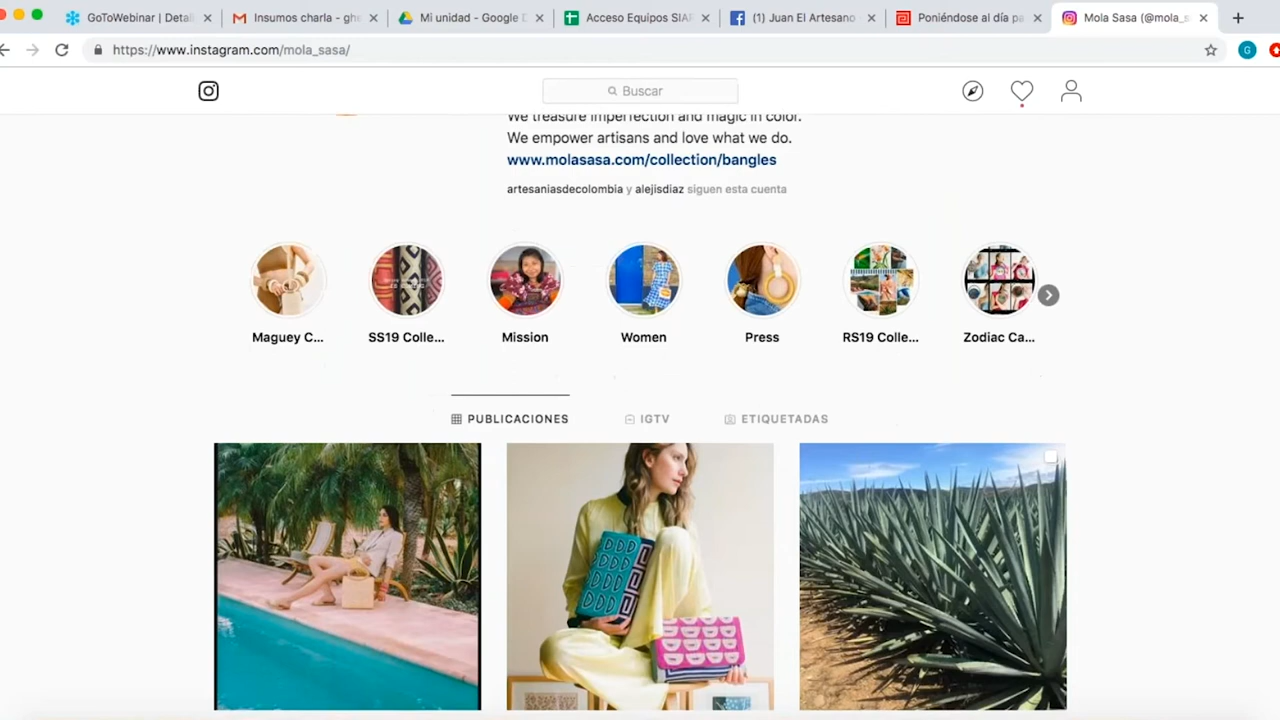 GoToWebinar | Detai
Insumos charla - gh
Mi unidad - Google D
Acceso Equipos SIA
(1) Juan El Artesano
Poniéndose al día pa
Mola Sasa (@mola_s
https://www.instagram.com/mola_sasa/
G
Buscar
We treasure imperfection and magic in color.
We empower artisans and love what we do.
www.molasasa.com/collection/bangles
artesaniasdecolombia y alejisdiaz siguen esta cuenta
Maguey C...
SS19 Colle...
Mission
Women
Press
RS19 Colle...
Zodiac Ca...
PUBLICACIONES
IGTV
ETIQUETADAS